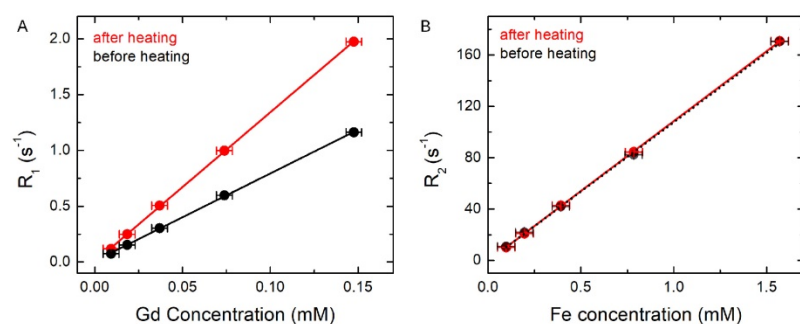 A
after heating
before heating
2.0
1.5
1.0
0.5
0.0
R₁ (s⁻¹)
0.00 0.05 0.10 0.15
Gd Concentration (mM)
B
after heating
before heating
160
120
80
40
0
R₂ (s⁻¹)
0.0 0.5 1.0 1.5
Fe concentration (mM)